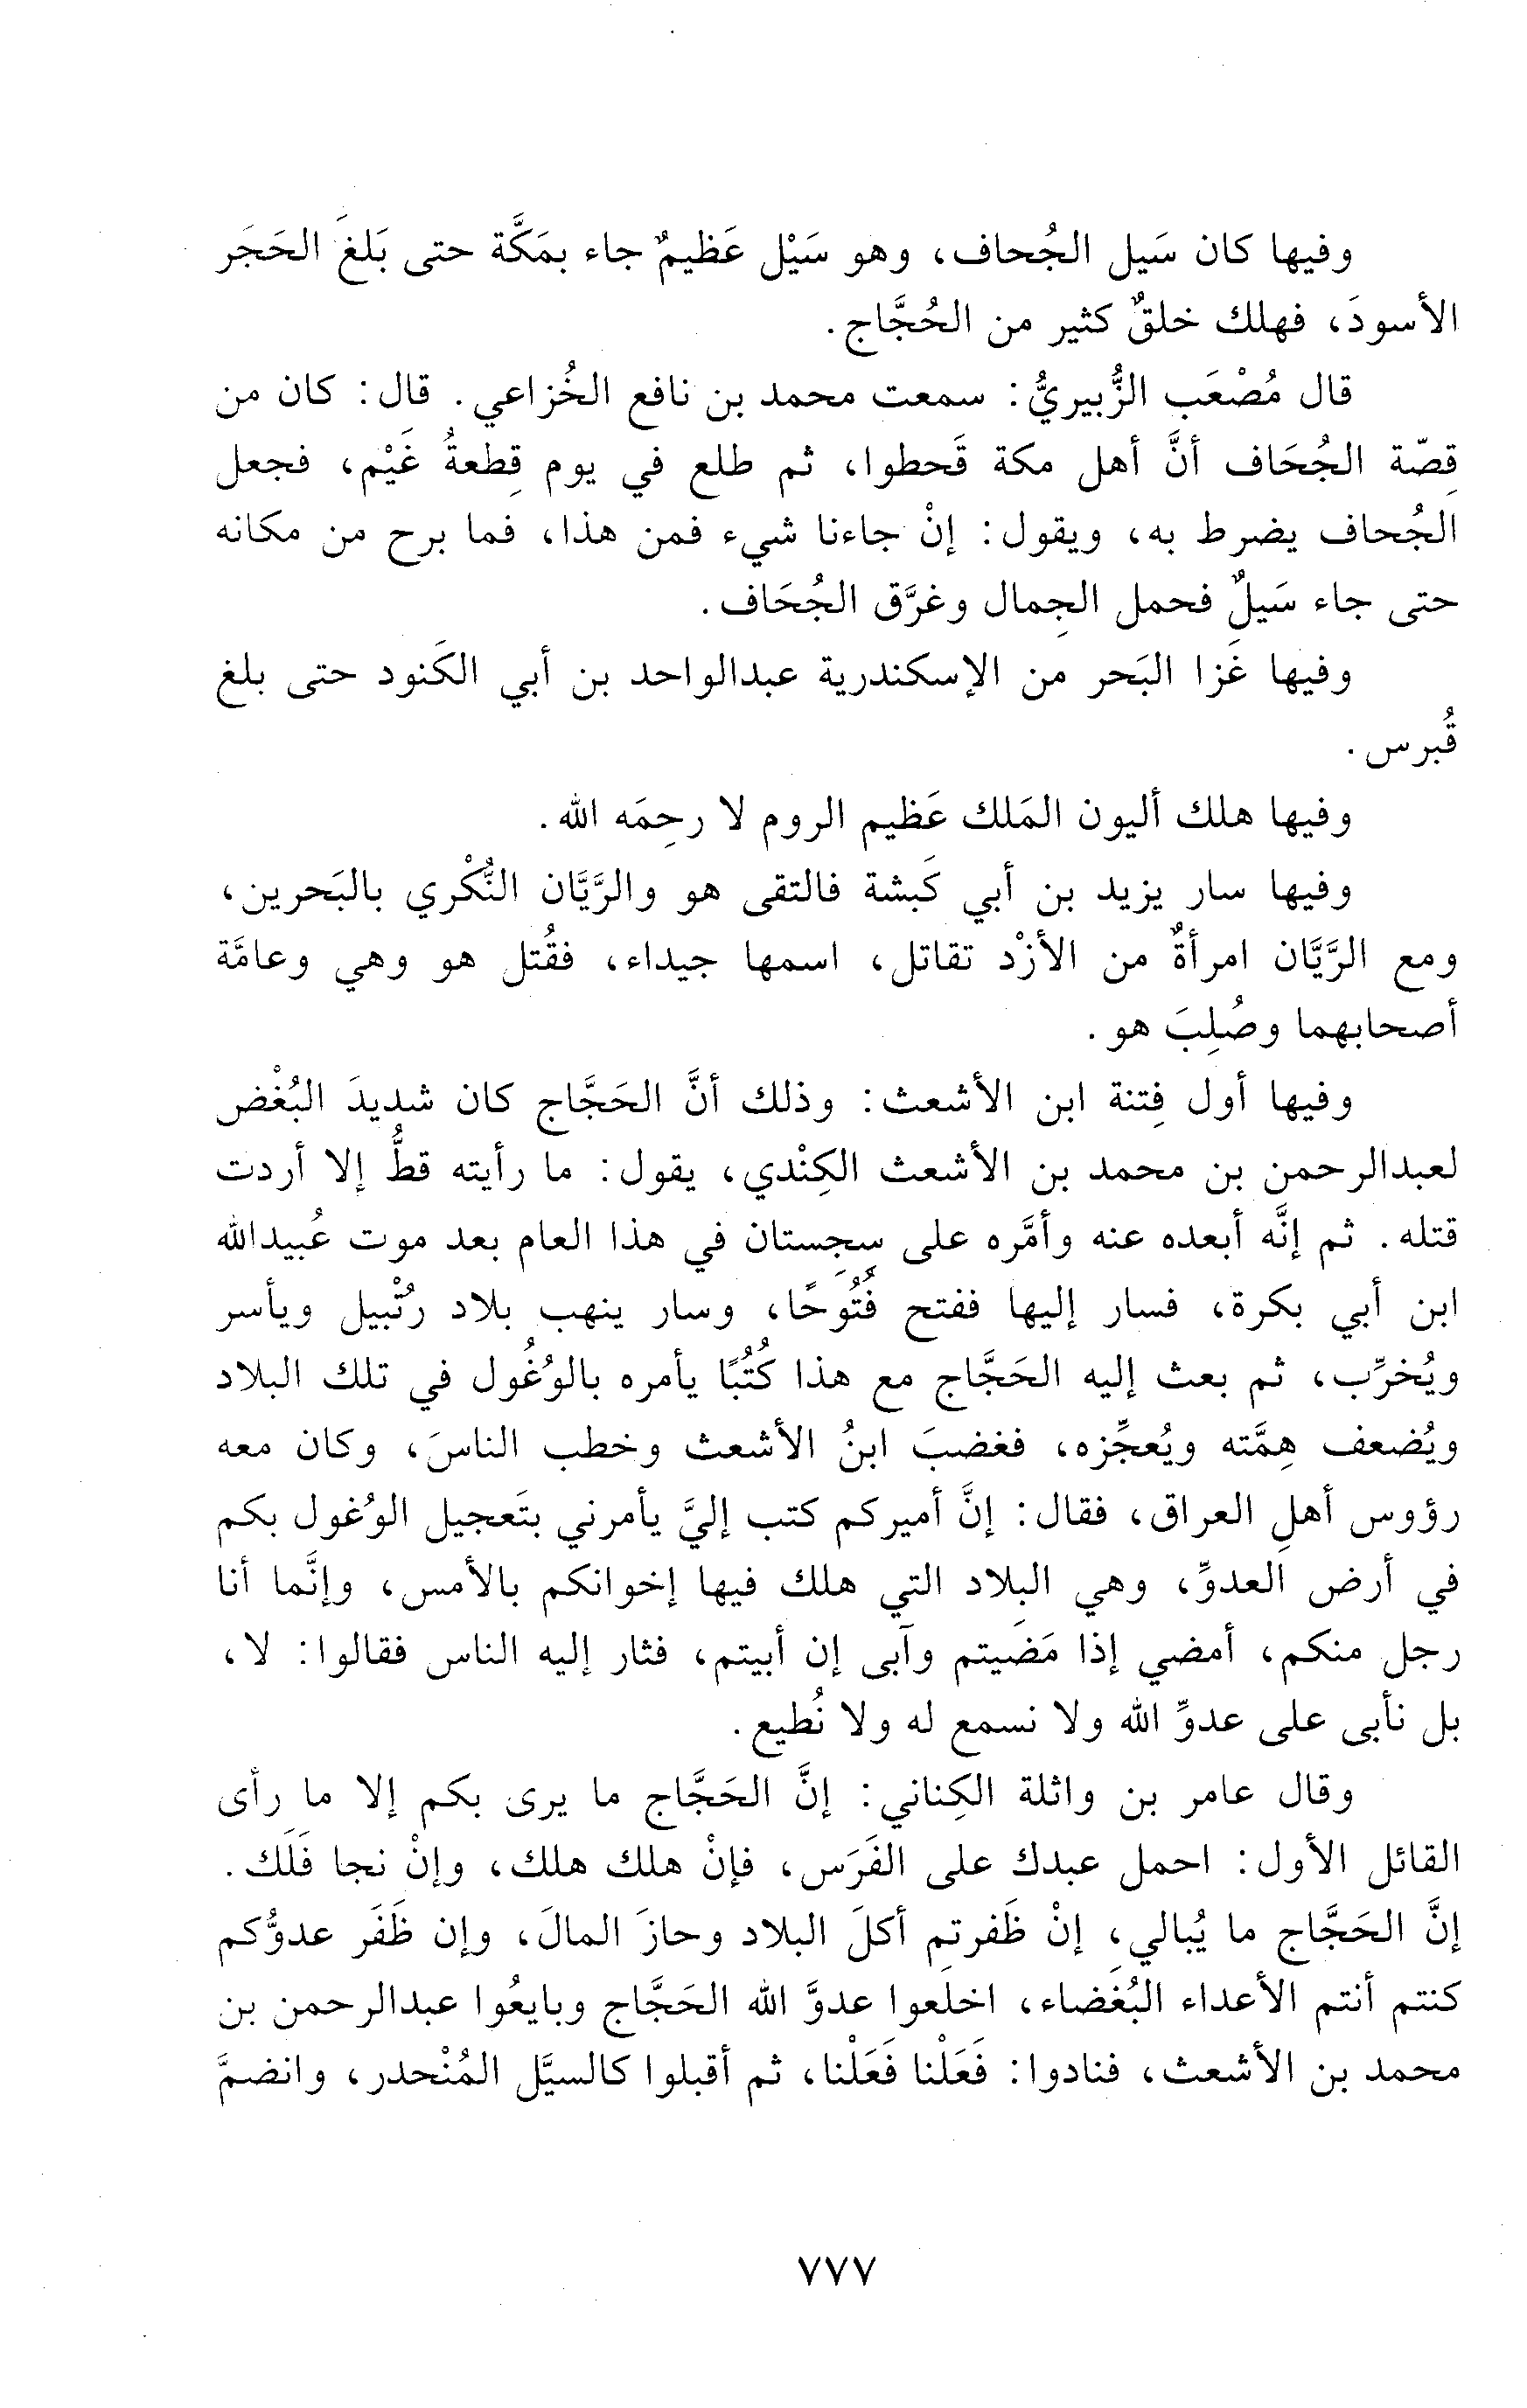 وفيها كان سَيل الجُحاف، وهو سَيْل عَظيمٌ جاء بمَكَّة حتى بَلغَ الحَجَر
الأسودَ، فهلك خلقٌ كثير من الحُجَّاج.
قال مُصْعَب الزُّبيريُّ: سمعت محمد بن نافع الخُزاعي. قال: كان من
قِصّة الجُحَاف أنَّ أهل مكة قَحطوا، ثم طلع في يوم قِطعةُ غَيْم، فجعل
الجُحاف يضرط به، ويقول: إنْ جاءنا شيء فمن هذا، فما برح من مكانه
حتى جاء سَيلٌ فحمل الجِمال وغرَّق الجُحَاف.
وفيها غَزا البَحر من الإسكندرية عبدالواحد بن أبي الكَنود حتى بلغ
قُبرس.
وفيها هلك أليون المَلك عَظيم الروم لا رحِمَه الله.
وفيها سار يزيد بن أبي كَبشة فالتقى هو والرَّيَّان النُّكْري بالبَحرين،
ومع الرَّيَّان امرأةٌ من الأزْد تقاتل، اسمها جيداء، فقُتل هو وهي وعامَّة
أصحابهما وصُلِبَ هو.
وفيها أول فِتنة ابن الأشعث: وذلك أنَّ الحَجَّاج كان شديدَ البُغْض
لعبدالرحمن بن محمد بن الأشعث الكِنْدي، يقول: ما رأيته قطُّ إلا أردت
قتله. ثم إنَّه أبعده عنه وأمَّره على سِجِستان في هذا العام بعد موت عُبيدالله
ابن أبي بكرة، فسار إليها ففتح فُتُوحًا، وسار ينهب بلاد رُتْبيل ويأسر
ويُخرِّب، ثم بعث إليه الحَجَّاج مع هذا كُتُبًا يأمره بالوُغُول في تلك البلاد
ويُضعف هِمَّته ويُعجِّزه، فغضبَ ابنُ الأشعث وخطب الناسَ، وكان معه
رؤوس أهلِ العراق، فقال: إنَّ أميركم كتب إليَّ يأمرني بتَعجيل الوُغول بكم
في أرض العدوِّ، وهي البِلاد التي هلك فيها إخوانكم بالأمس، وإنَّما أنا
رجل منكم، أمضي إذا مَضَيتم وآبى إن أبيتم، فثار إليه الناس فقالوا: لا،
بل نأبى على عدوِّ الله ولا نسمع له ولا نُطيع.
وقال عامر بن واثلة الكِناني: إنَّ الحَجَّاج ما يرى بكم إلا ما رأى
القائل الأول: احمل عبدك على الفَرَس، فإنْ هلك هلك، وإنْ نجا فَلَك.
إنَّ الحَجَّاج ما يُبالي، إنْ ظَفرتم أكلَ البلاد وحازَ المالَ، وإن ظَفَر عدوُّكم
كنتم أنتم الأعداء البُغَضاء، اخلَعوا عدوَّ الله الحَجَّاج وبايعُوا عبدالرحمن بن
محمد بن الأشعث، فنادوا: فَعَلْنا فَعَلْنا، ثم أقبلوا كالسيَّل المُنْحدر، وانضمَّ
٧٧٧